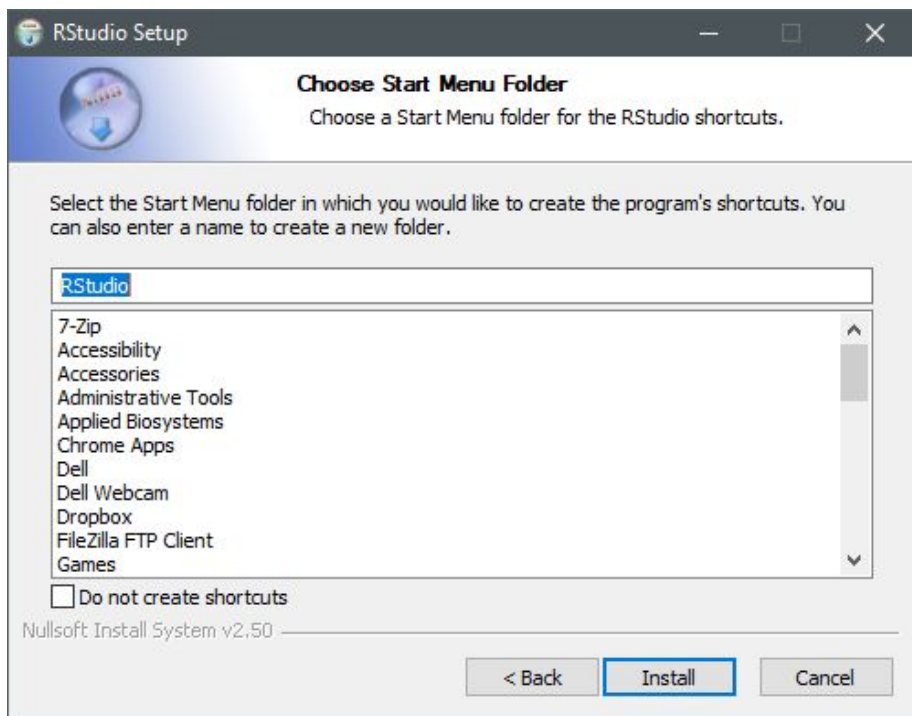 RStudio Setup
Choose Start Menu Folder
Choose a Start Menu folder for the RStudio shortcuts.
Select the Start Menu folder in which you would like to create the program's shortcuts. You
can also enter a name to create a new folder.
RStudio
7-Zip
Accessibility
Accessories
Administrative Tools
Applied Biosystems
Chrome Apps
Dell
Dell Webcam
Dropbox
FileZilla FTP Client
Games
Do not create shortcuts
Nullsoft Install System v2.50
< Back
Install
Cancel